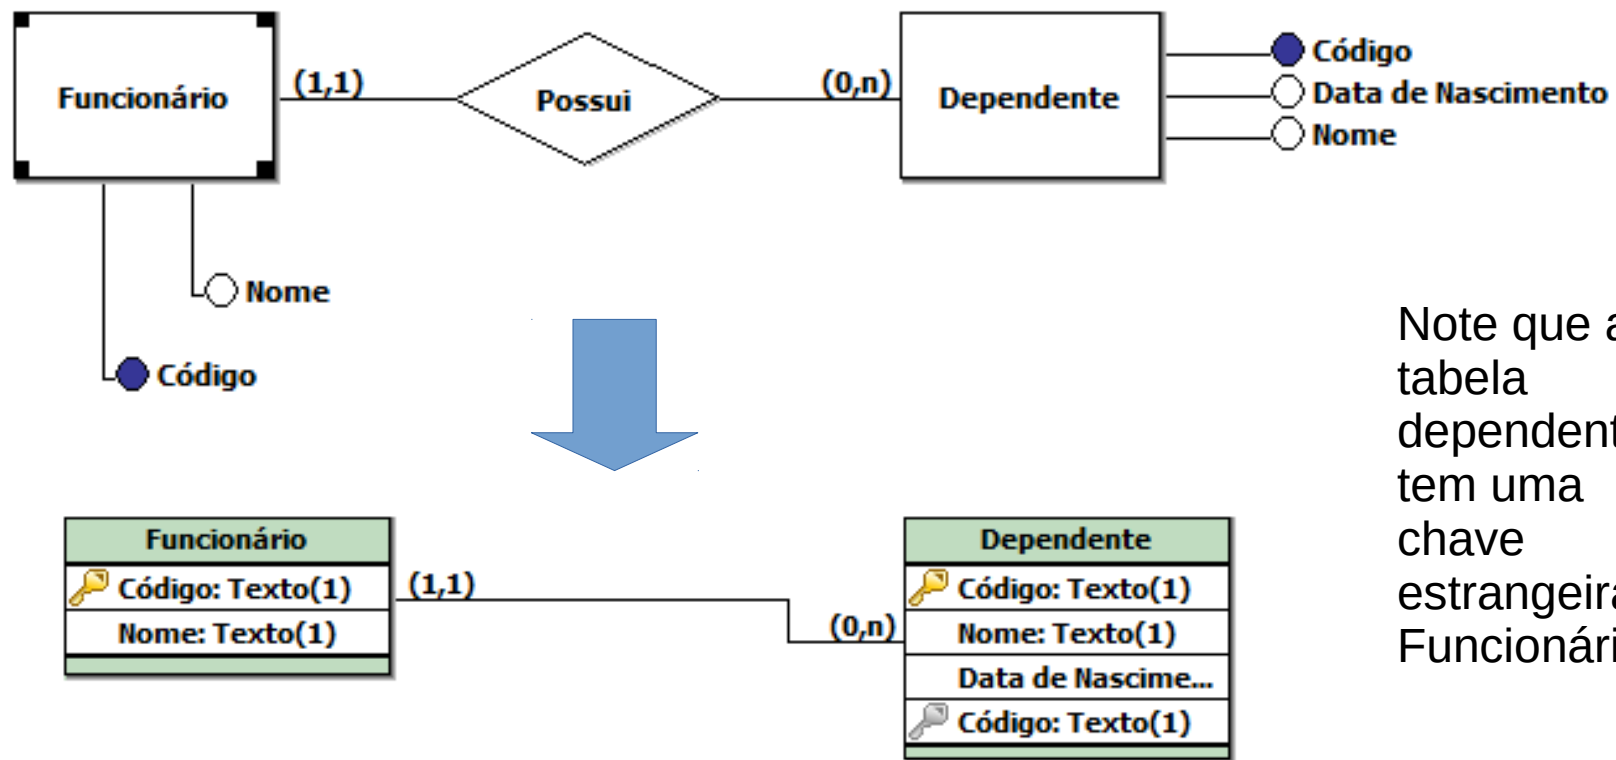 Funcionário
(1,1)
Possui
(0,n)
Dependente
Código
Data de Nascimento
Nome
Nome
Código
Note que a
tabela
dependent
tem uma
chave
estrangeira
Funcionári
Funcionário
Código: Texto(1)
Nome: Texto(1)
(1,1)
(0,n)
Dependente
Código: Texto(1)
Nome: Texto(1)
Data de Nascime...
Código: Texto(1)